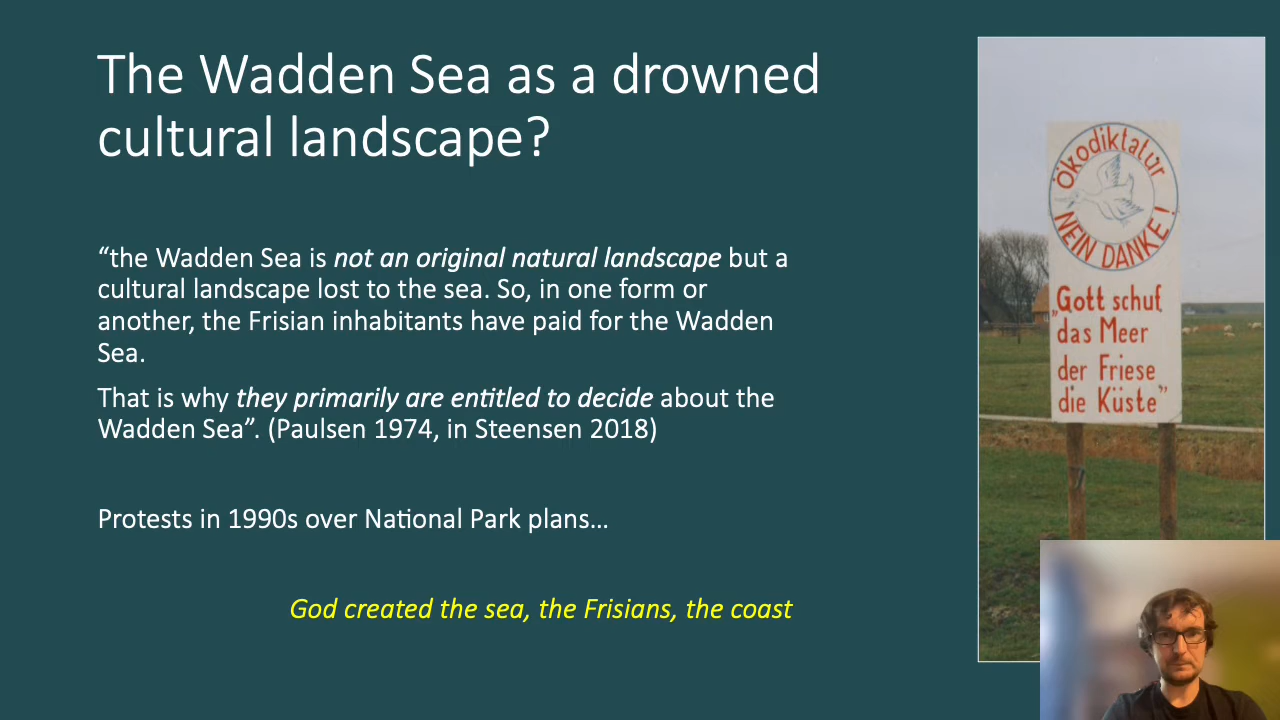 The Wadden Sea as a drowned
cultural landscape?
“the Wadden Sea is not an original natural landscape but a
cultural landscape lost to the sea. So, in one form or
another, the Frisian inhabitants have paid for the Wadden
Sea.
That is why they primarily are entitled to decide about the
Wadden Sea”. (Paulsen 1974, in Steensen 2018)
Protests in 1990s over National Park plans…
God created the sea, the Frisians, the coast
Ökodiktatur
NEIN DANKE!
„Gott schuf
das Meer
der Friese
die Küste”